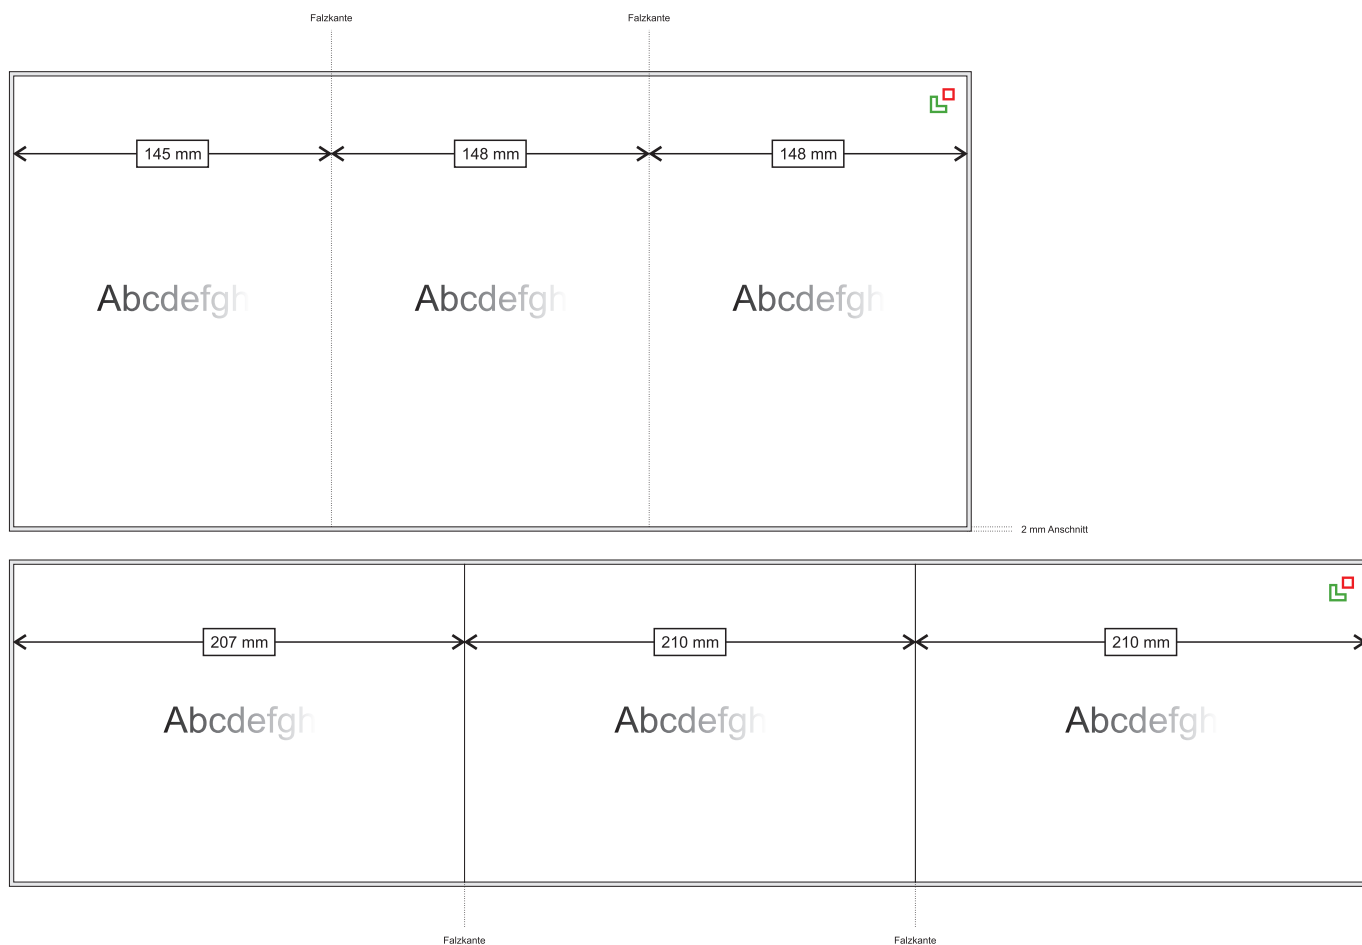 Falzkante Falzkante
145 mm 148 mm 148 mm
Abcdefgh Abcdefgh Abcdefgh
2 mm Anschnitt
207 mm 210 mm 210 mm
Abcdefgh Abcdefgh Abcdefgh
Falzkante Falzkante